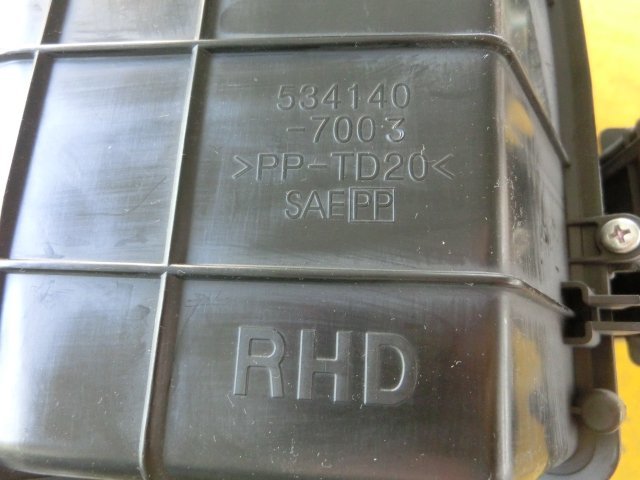 534140
-7003
>PP-TD20<
SAE PP
RHD